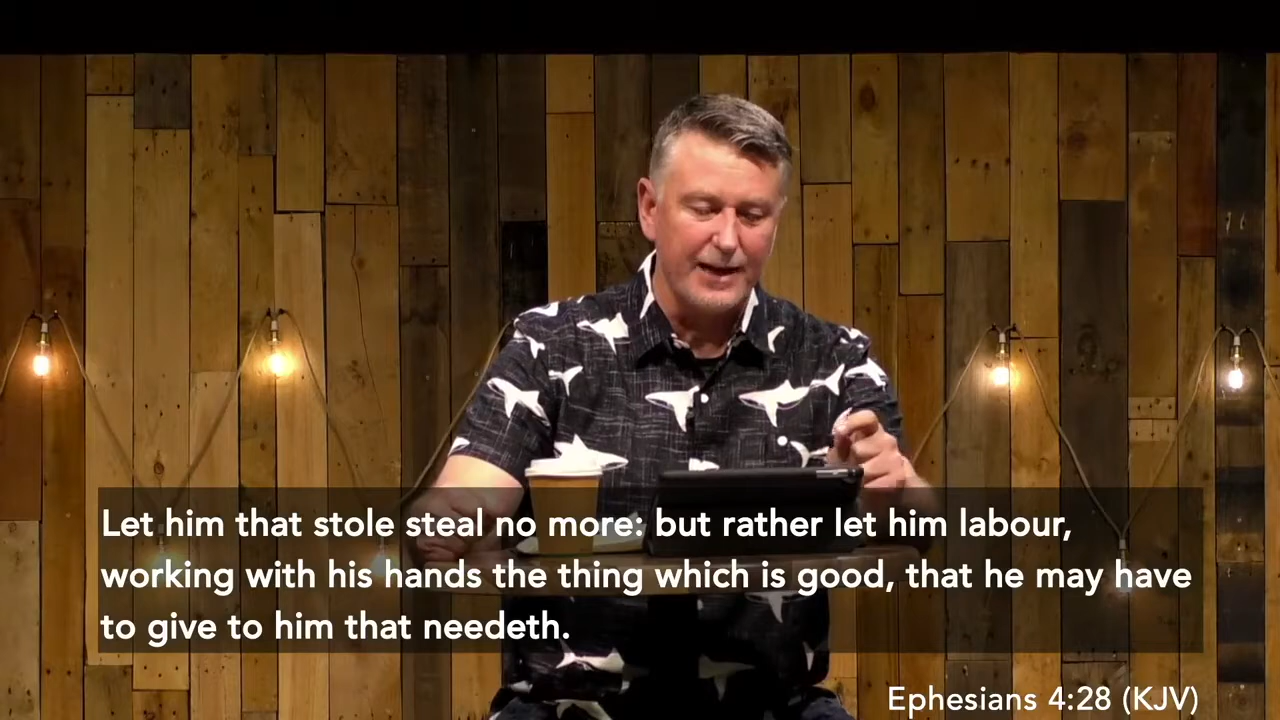 Let him that stole steal no more: but rather let him labour,
working with his hands the thing which is good, that he may have
to give to him that needeth.
Ephesians 4:28 (KJV)